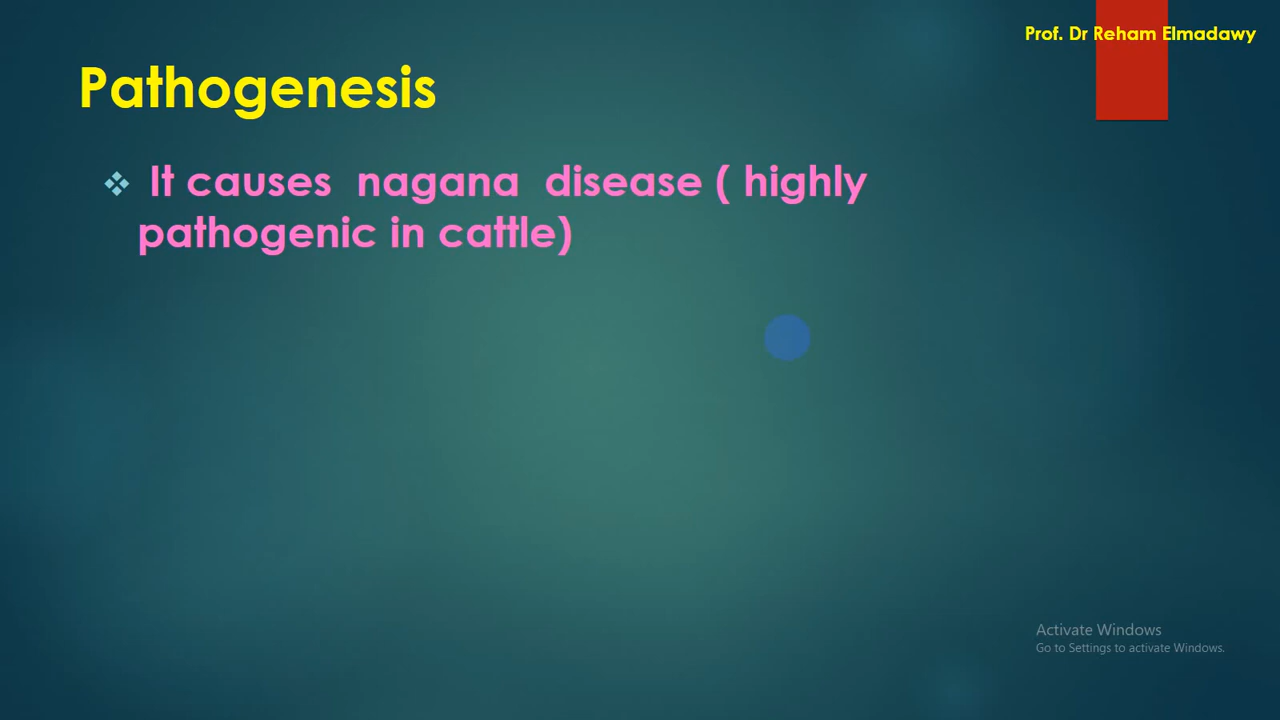 Prof. Dr Reham Elmadawy
Pathogenesis
It causes nagana disease ( highly
pathogenic in cattle)
Activate Windows
Go to Settings to activate Windows.